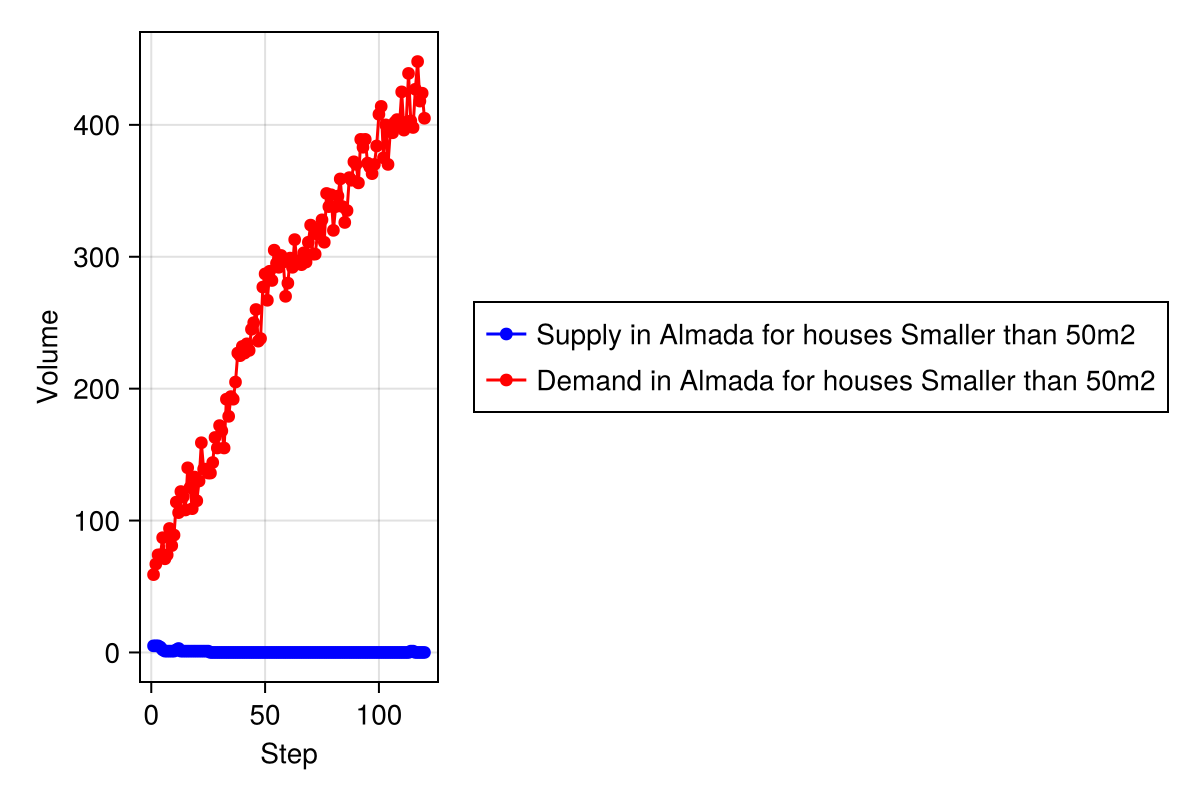 Volume
400
300
200
100
0
0 50 100
Step
Supply in Almada for houses Smaller than 50m2
Demand in Almada for houses Smaller than 50m2